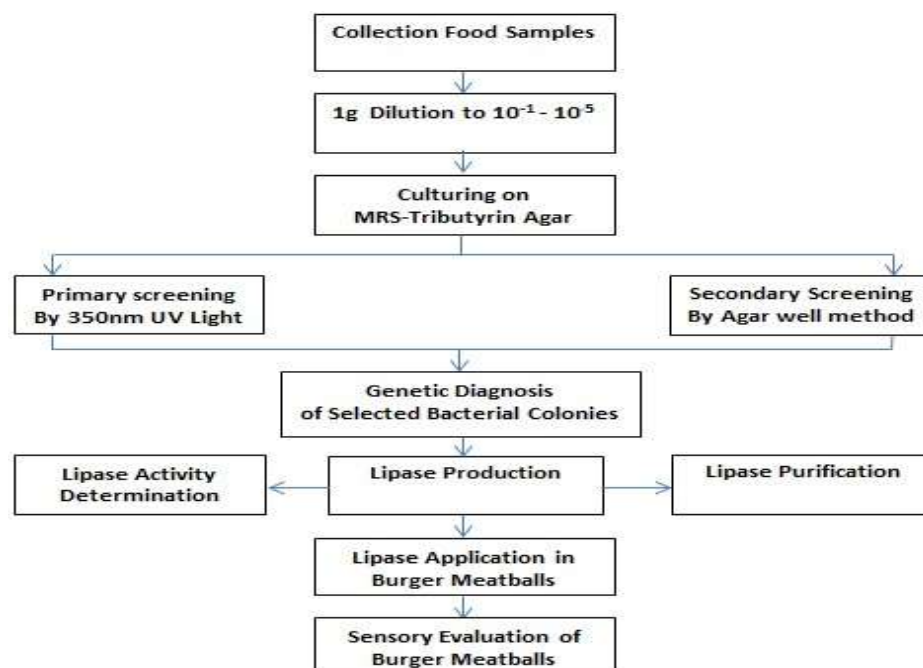 Collection Food Samples
1g Dilution to 10⁻¹ - 10⁻⁵
Culturing on
MRS-Tributyrin Agar
Primary screening
By 350nm UV Light
Secondary Screening
By Agar well method
Genetic Diagnosis
of Selected Bacterial Colonies
Lipase Activity
Determination
Lipase Production
Lipase Purification
Lipase Application in
Burger Meatballs
Sensory Evaluation of
Burger Meatballs